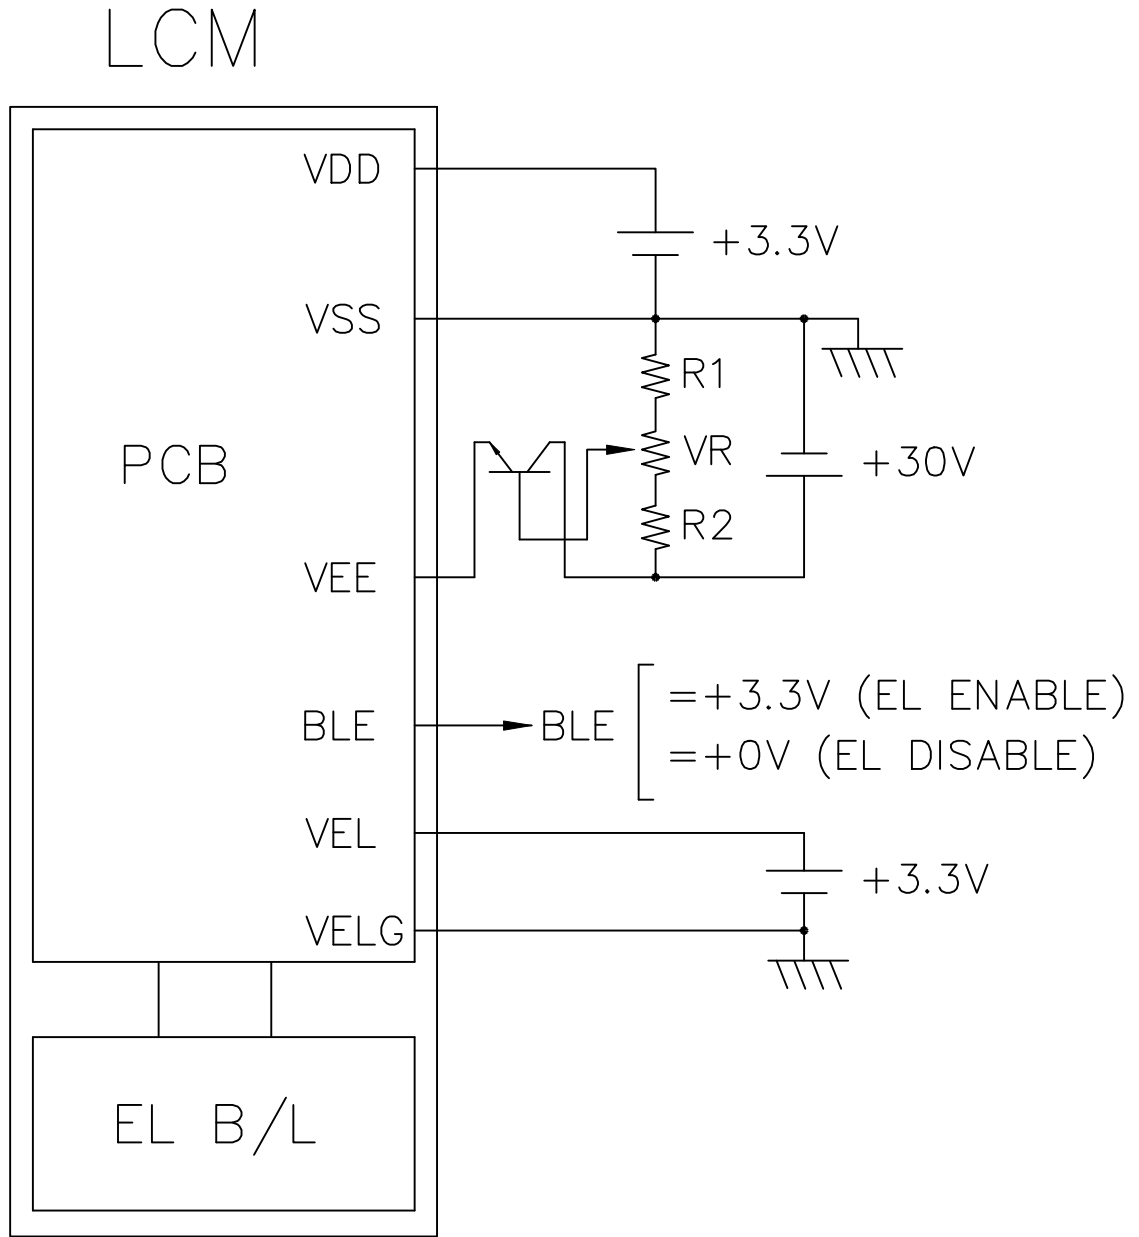 LCM
VDD
+3.3V
VSS
R1
PCB
VR
+30V
R2
VEE
BLE
BLE
=+3.3V (EL ENABLE)
=+0V (EL DISABLE)
VEL
+3.3V
VELG
EL B/L